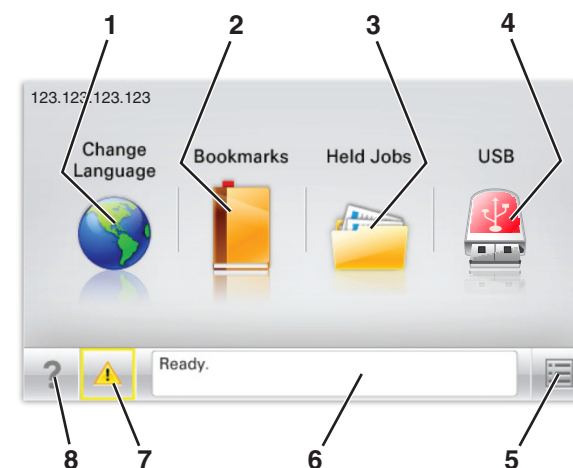 1 2 3 4
123.123.123.123
Change
Language
Bookmarks
Held Jobs
USB
?
Ready.
8 7 6 5